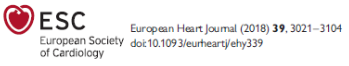 ESC
European Society
of Cardiology
European Heart Journal (2018) 39, 3021–3104
doi:10.1093/eurheartj/ehy339